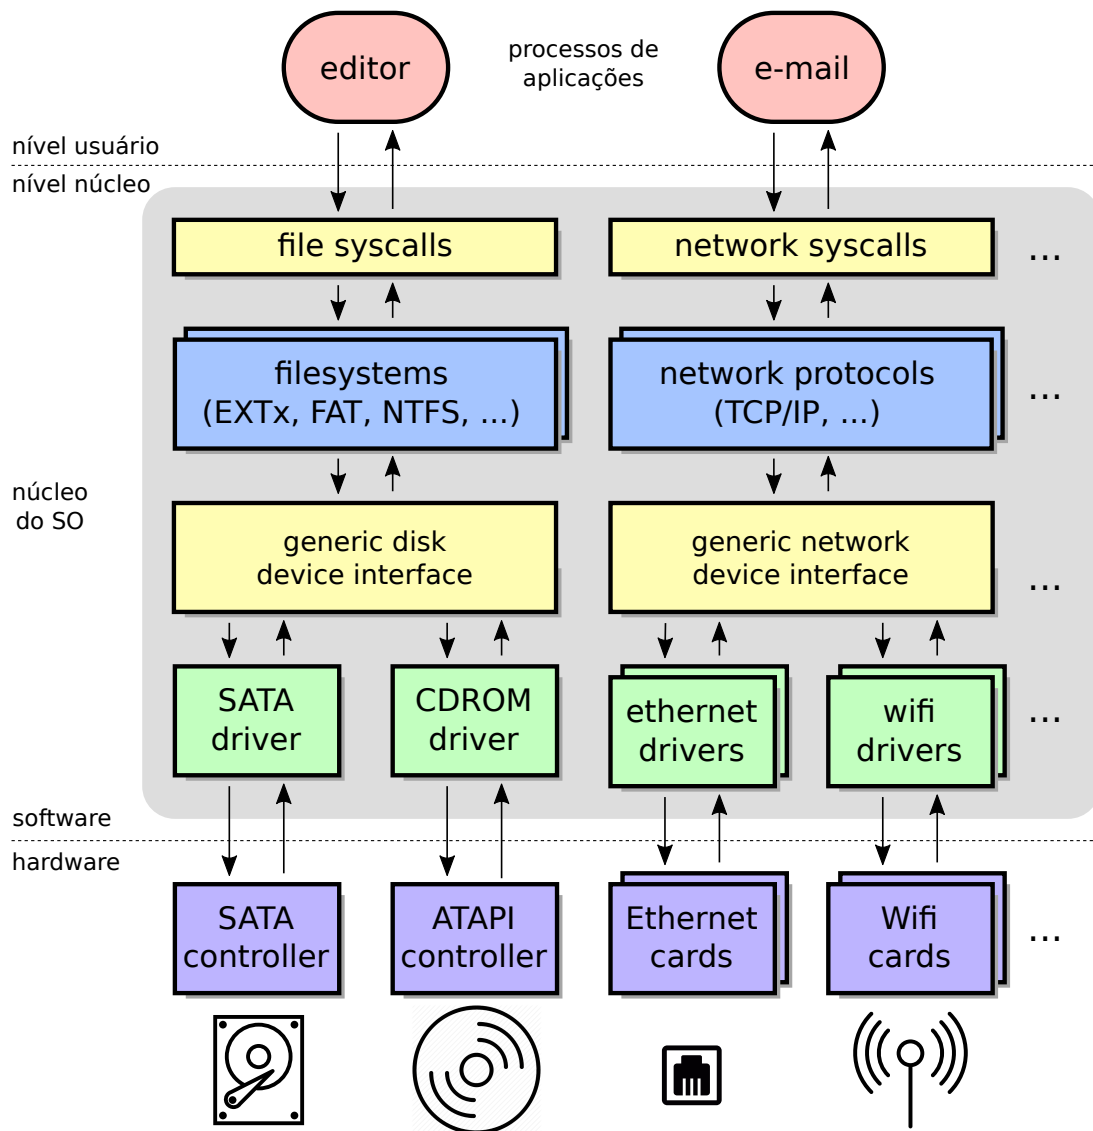 editor
processos de
aplicações
e-mail
nível usuário
nível núcleo
file syscalls
network syscalls
...
filesystems
(EXTx, FAT, NTFS, ...)
network protocols
(TCP/IP, ...)
...
núcleo
do SO
generic disk
device interface
generic network
device interface
...
SATA
driver
CDROM
driver
ethernet
drivers
wifi
drivers
...
software
hardware
SATA
controller
ATAPI
controller
Ethernet
cards
Wifi
cards
...